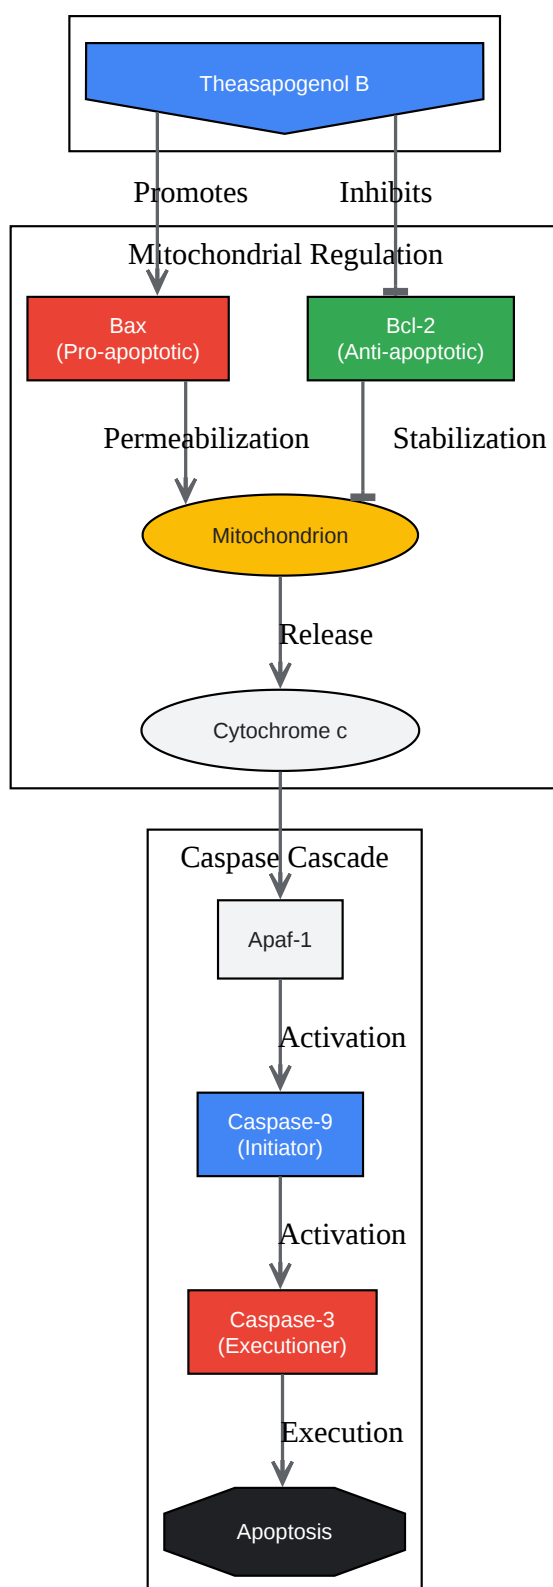 Theasapogenol B
Promotes
Inhibits
Mitochondrial Regulation
Bax
(Pro-apoptotic)
Bcl-2
(Anti-apoptotic)
Permeabilization
Stabilization
Mitochondrion
Release
Cytochrome c
Caspase Cascade
Apaf-1
Activation
Caspase-9
(Initiator)
Activation
Caspase-3
(Executioner)
Execution
Apoptosis